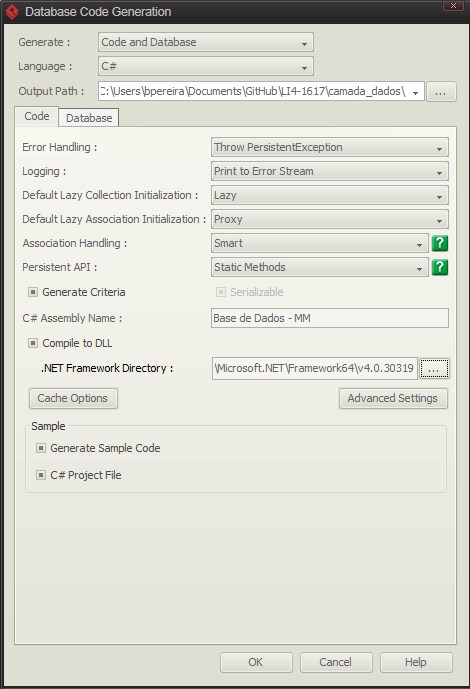 Database Code Generation
Generate : Code and Database
Language : C#
Output Path : C:\Users\bpereira\Documents\GitHub\LI4-1617\camada_dados\ ...
Code Database
Error Handling : Throw PersistentException
Logging : Print to Error Stream
Default Lazy Collection Initialization : Lazy
Default Lazy Association Initialization : Proxy
Association Handling : Smart ?
Persistent API : Static Methods ?
Generate Criteria Serializable
C# Assembly Name : Base de Dados - MM
Compile to DLL
.NET Framework Directory : \Microsoft.NET\Framework64\v4.0.30319 ...
Cache Options Advanced Settings
Sample
Generate Sample Code
C# Project File
OK Cancel Help